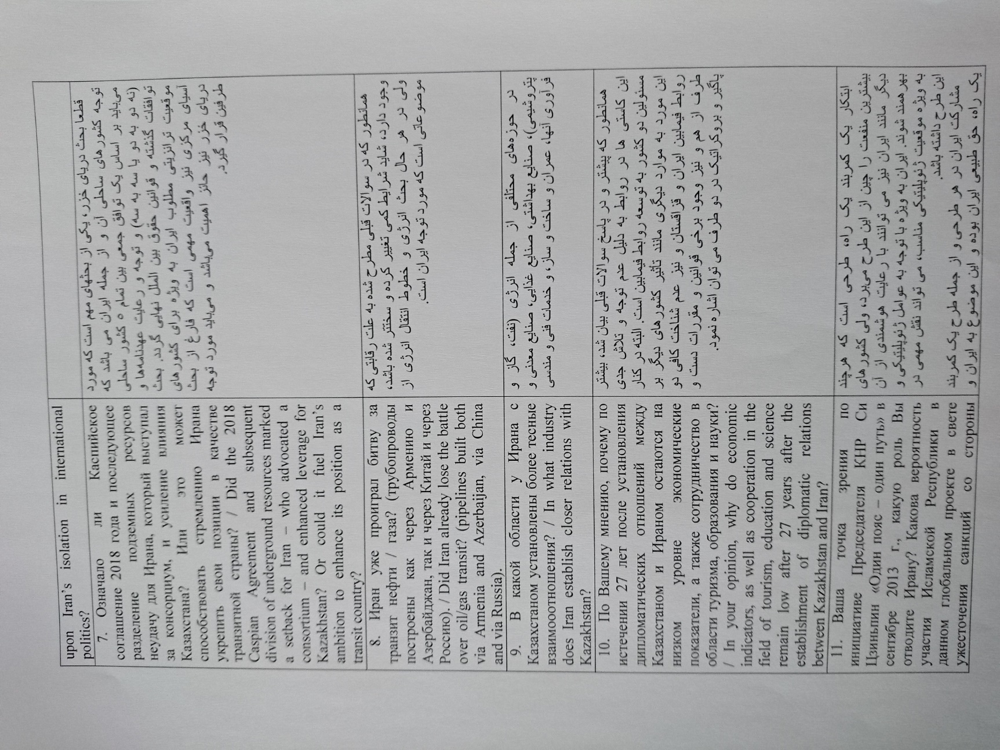 upon Iran's isolation in international
politics?
7. Означало ли Каспийское
соглашение 2018 года и последующее
разделение подземных ресурсов
неудачу для Ирана, который выступал
за консорциум, и усиление влияния
Казахстана? Или это может
способствовать стремлению Ирана
укрепить свои позиции в качестве
транзитной страны? / Did the 2018
Caspian Agreement and subsequent
division of underground resources marked
a setback for Iran – who advocated a
consortium – and enhanced leverage for
Kazakhstan? Or could it fuel Iran's
ambition to enhance its position as a
transit country?
قطعا بحث دریای خزر، یکی از بحثهای مهم است که مورد
توجه کشورهای ساحلی آن و از جمله ایران می باشد که
می‌باید بر اساس یک توافق جمعی بین تمام ۵ کشور ساحلی
(نه دو به دو یا سه به سه) و توجه و رعایت عهدنامه‌ها و
توافقات گذشته و قوانین حقوق بین الملل نهایی گردد. بحث
موقعیت ترانزیتی مطلوب ایران به ویژه برای کشورهای
آسیای مرکزی نیز واقعیت مهمی است که فارغ از بحث
دریای خزر نیز حائز اهمیت می‌باشد و می‌باید مورد توجه
طرفین قرار گیرد.
8. Иран уже проиграл битву за
транзит нефти / газа? (трубопроводы
построены как через Армению и
Азербайджан, так и через Китай и через
Россию). / Did Iran already lose the battle
over oil/gas transit? (pipelines built both
via Armenia and Azerbaijan, via China
and via Russia).
همانطور که در سوالات قبلی مطرح شده به علت رقابتی که
وجود دارد، شاید شرایط کمی تغییر کرده و سختتر شده باشد،
ولی در هر حال بحث انرژی و خطوط انتقال انرژی از
موضوعاتی است که مورد توجه ایران است.
9. В какой области у Ирана с
Казахстаном установлены более тесные
взаимоотношения? / In what industry
does Iran establish closer relations with
Kazakhstan?
در حوزه‌های مختلفی از جمله انرژی (نفت، گاز و
پتروشیمی)، صنایع بهداشتی، صنایع غذایی، صنایع معدنی و
فرآوری آنها، عمران و ساخت و ساز، و خدمات فنی و مندسی
10. По Вашему мнению, почему по
истечении 27 лет после установления
дипломатических отношений между
Казахстаном и Ираном остаются на
низком уровне экономические
показатели, а также сотрудничество в
области туризма, образования и науки?
/ In your opinion, why do economic
indicators, as well as cooperation in the
field of tourism, education and science
remain low after 27 years after the
establishment of diplomatic relations
between Kazakhstan and Iran?
همانطور که پیشتر و در پاسخ سوالات قبلی بیان شد، بیشتر
این کاستی ها در روابط به دلیل عدم توجه و تلاش جدی
مسئولین دو کشور به توسعه روابط فیمابین است. البته در کنار
این مورد به موارد دیگری مانند تأثیر کشورهای دیگر بر
روابط فیمابین ایران و قزاقستان و نیز عدم شناخت کافی دو
طرف از هم و نیز وجود برخی قوانین و مقررات دست و
پاگیر و بروکراتیک در دو طرف می توان اشاره نمود.
11. Ваша точка зрения по
инициативе Председателя КНР Си
Цзиньпин «Один пояс – один путь» в
сентябре 2013 г., какую роль Вы
отводите Ирану? Какова вероятность
участия Исламской Республики в
данном глобальном проекте в свете
ужесточения санкций со стороны
ابتکار یک کمربند یک راه، طرحی است که هرچند
بیشترین منفعت را چین از این طرح می‌برد، ولی کشورهای
دیگر مانند ایران نیز می توانند با رعایت هوشمندی از آن
بهرهمند شوند. ایران به ویژه با توجه به عوامل ژئوپلیتیکی و
به ویژه موقعیت ژئوپلیتیکی مناسب، می تواند نقش مهمی در
این طرح داشته باشد.
مشارکت ایران در هر طرحی و از جمله طرح یک کمربند
یک راه، حق طبیعی ایران بوده و این موضوع به ایران و